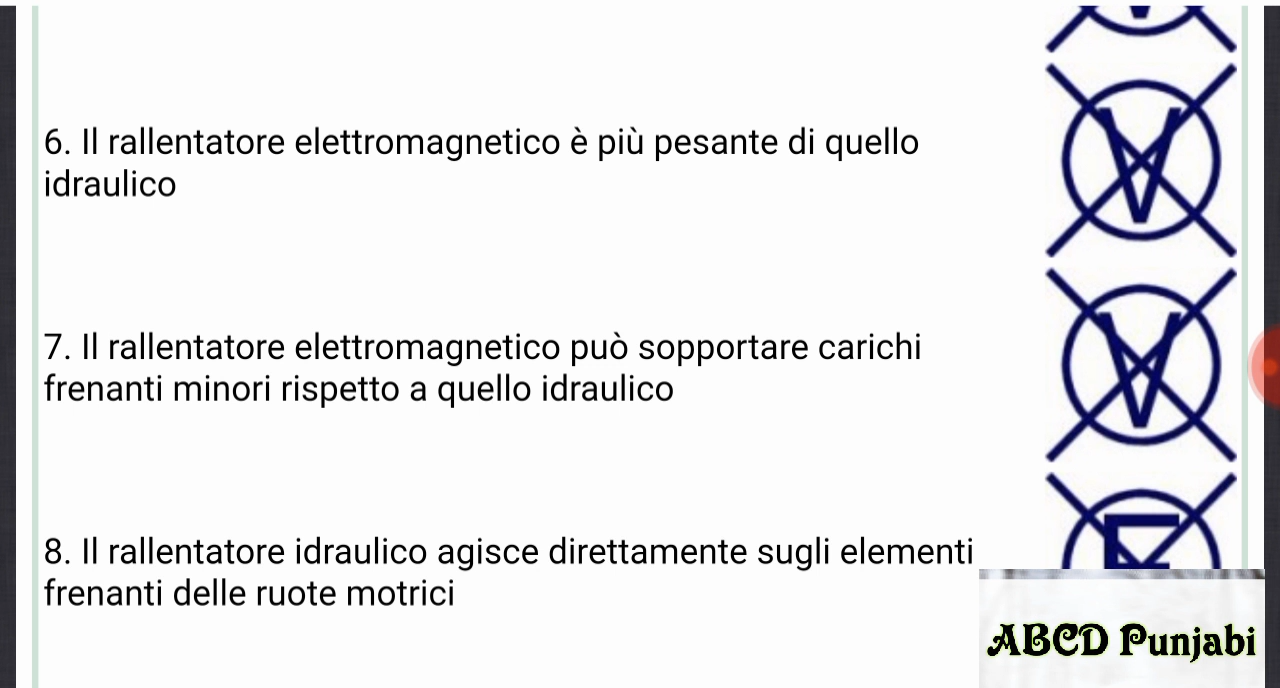 V
6. Il rallentatore elettromagnetico è più pesante di quello
idraulico
V
7. Il rallentatore elettromagnetico può sopportare carichi
frenanti minori rispetto a quello idraulico
V
8. Il rallentatore idraulico agisce direttamente sugli elementi
frenanti delle ruote motrici
F
ABCD Punjabi